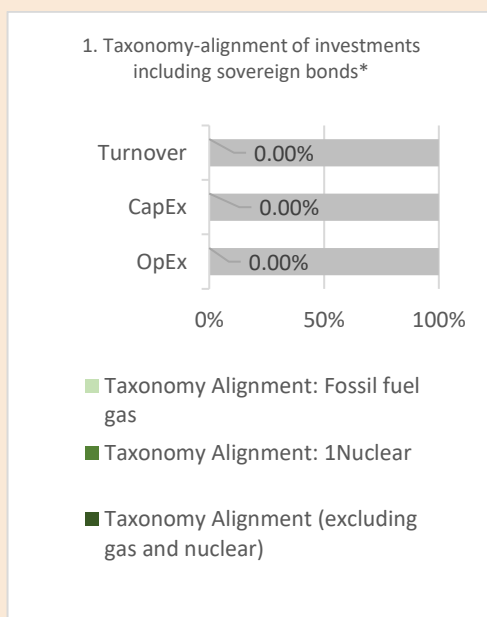 1. Taxonomy-alignment of investments
including sovereign bonds*
Turnover
0.00%
CapEx
0.00%
OpEx
0.00%
0%
50%
100%
Taxonomy Alignment: Fossil fuel
gas
Taxonomy Alignment: 1Nuclear
Taxonomy Alignment (excluding
gas and nuclear)